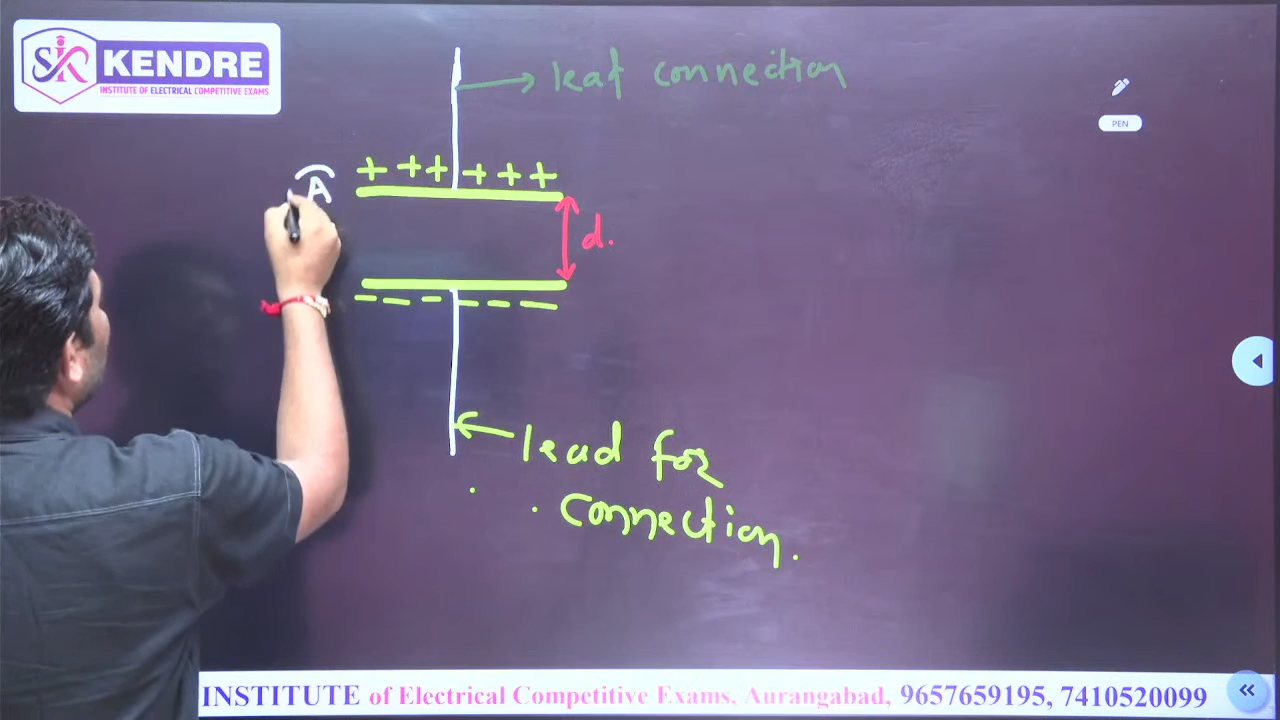 SK
KENDRE
INSTITUTE OF ELECTRICAL COMPETITIVE EXAMS
leaf connection
PEN
+ + + + + +
A
d.
lead for
connection.
INSTITUTE of Electrical Competitive Exams, Aurangabad, 9657659195, 7410520099